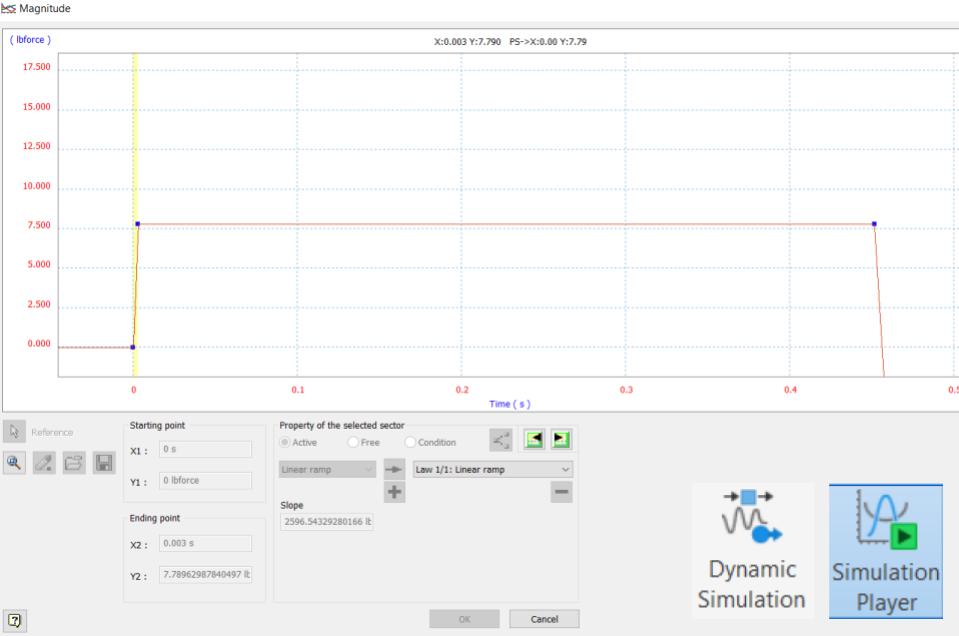 Magnitude
( lbforce )
X:0.003 Y:7.790 PS->X:0.00 Y:7.79
17.500
15.000
12.500
10.000
7.500
5.000
2.500
0.000
0 0.1 0.2 0.3 0.4 0.5
Time ( s )
Reference
Starting point
X1 : 0 s
Y1 : 0 lbforce
Ending point
X2 : 0.003 s
Y2 : 7.78962987840497 lb
Property of the selected sector
Active Free Condition
Linear ramp Law 1/1: Linear ramp
Slope
2596.54329280166 lb
OK Cancel
Dynamic
Simulation
Simulation
Player